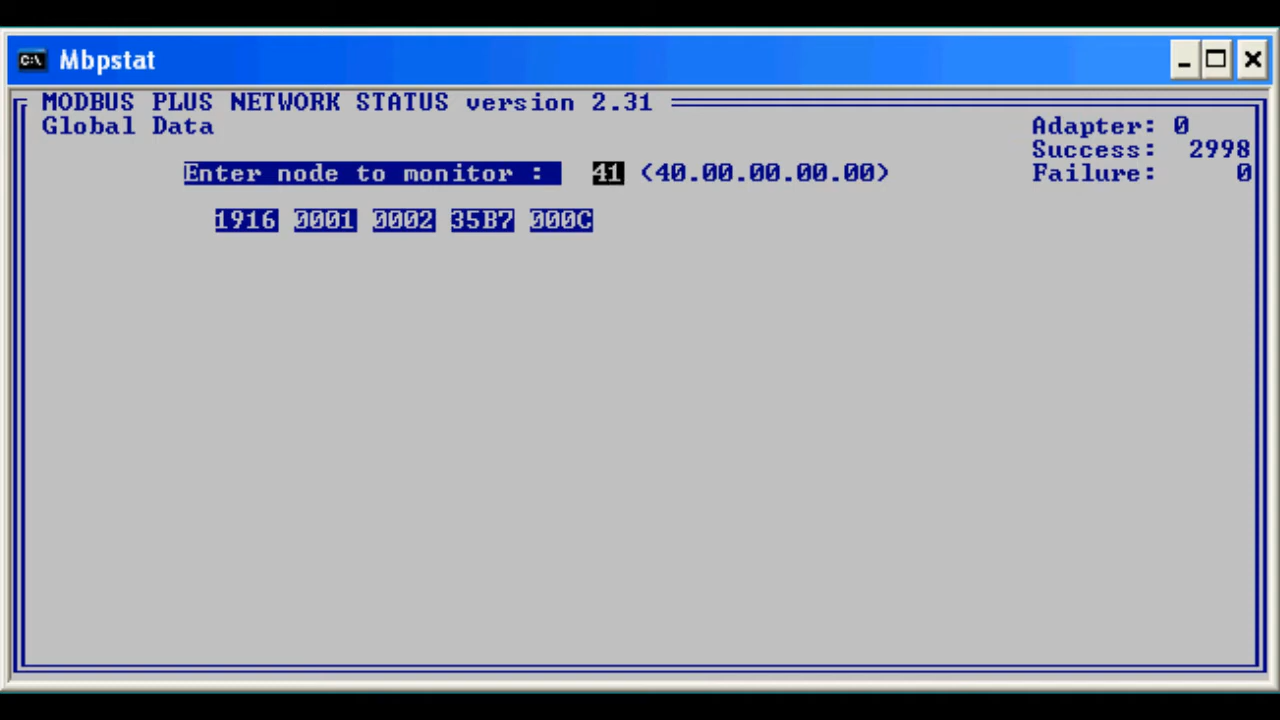 Mbpstat
MODBUS PLUS NETWORK STATUS version 2.31
Global Data Adapter: 0
Success: 2998
Enter node to monitor : 41 (40.00.00.00.00) Failure: 0
1916 0001 0002 35B7 000C